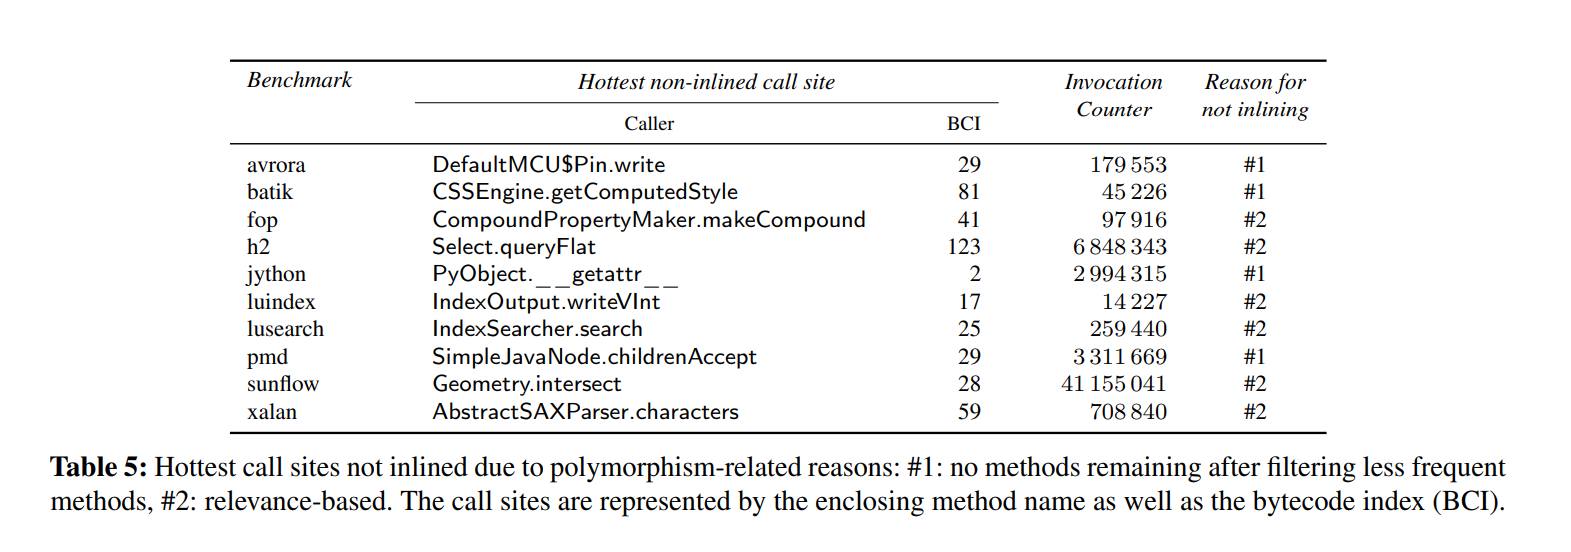 Benchmark Hottest non-inlined call site Invocation Counter Reason for not inlining
Caller BCI
avrora DefaultMCU$Pin.write 29 179 553 #1
batik CSSEngine.getComputedStyle 81 45 226 #1
fop CompoundPropertyMaker.makeCompound 41 97 916 #2
h2 Select.queryFlat 123 6 848 343 #2
jython PyObject.__getattr__ 2 2 994 315 #1
luindex IndexOutput.writeVInt 17 14 227 #2
lusearch IndexSearcher.search 25 259 440 #2
pmd SimpleJavaNode.childrenAccept 29 3 311 669 #1
sunflow Geometry.intersect 28 41 155 041 #2
xalan AbstractSAXParser.characters 59 708 840 #2
Table 5: Hottest call sites not inlined due to polymorphism-related reasons: #1: no methods remaining after filtering less frequent
methods, #2: relevance-based. The call sites are represented by the enclosing method name as well as the bytecode index (BCI).